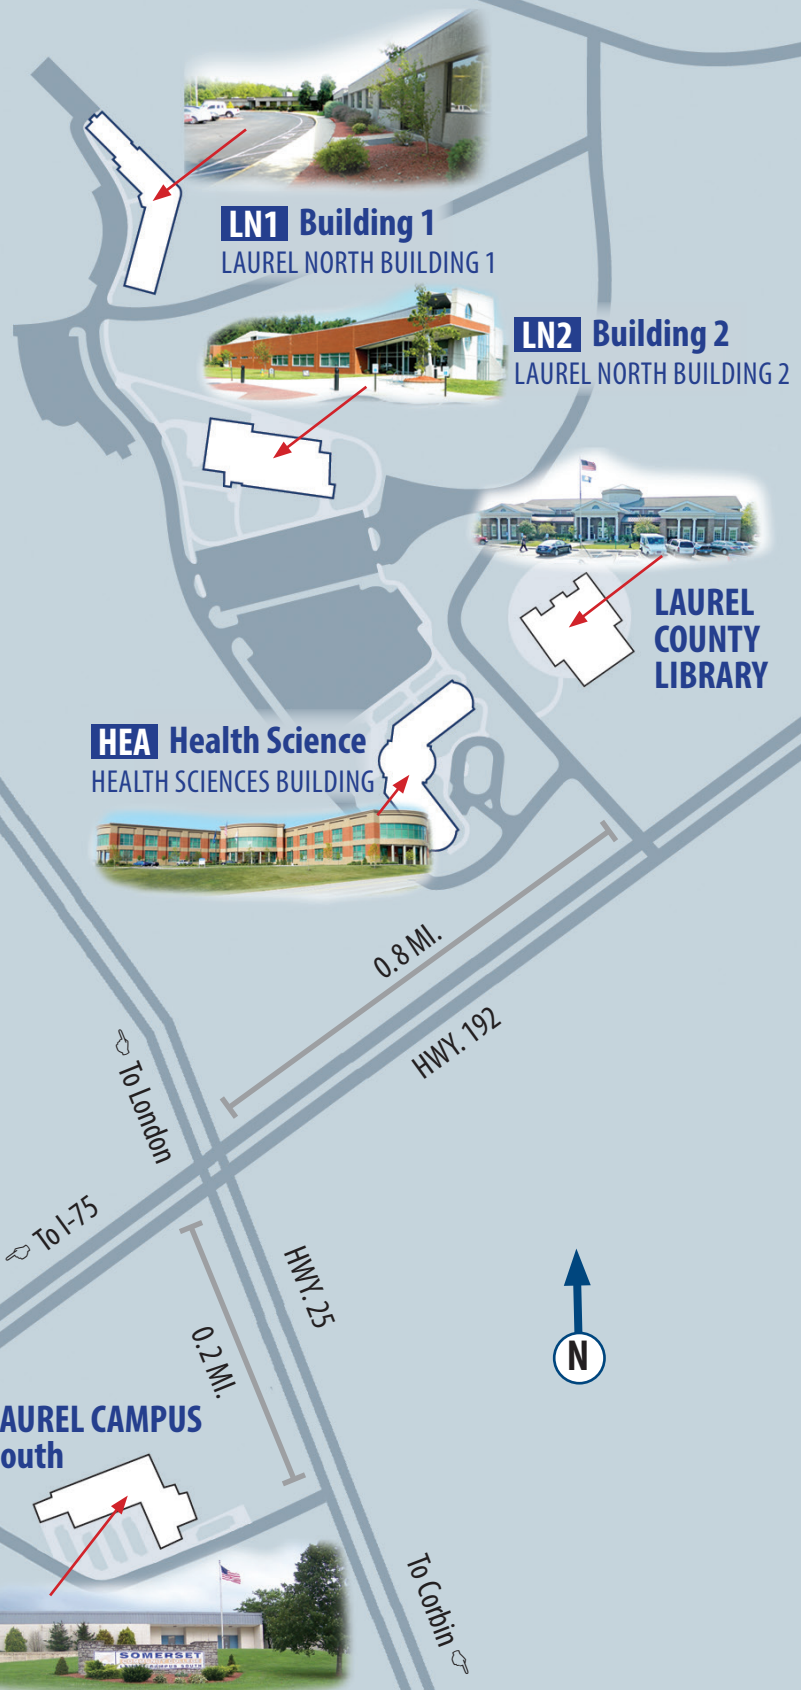 LN1 Building 1
LAUREL NORTH BUILDING 1
LN2 Building 2
LAUREL NORTH BUILDING 2
LAUREL
COUNTY
LIBRARY
HEA Health Science
HEALTH SCIENCES BUILDING
0.8 MI.
HWY. 192
To London
To I-75
HWY. 25
0.2 MI.
N
AUREL CAMPUS
outh
To Corbin
SOMERSET